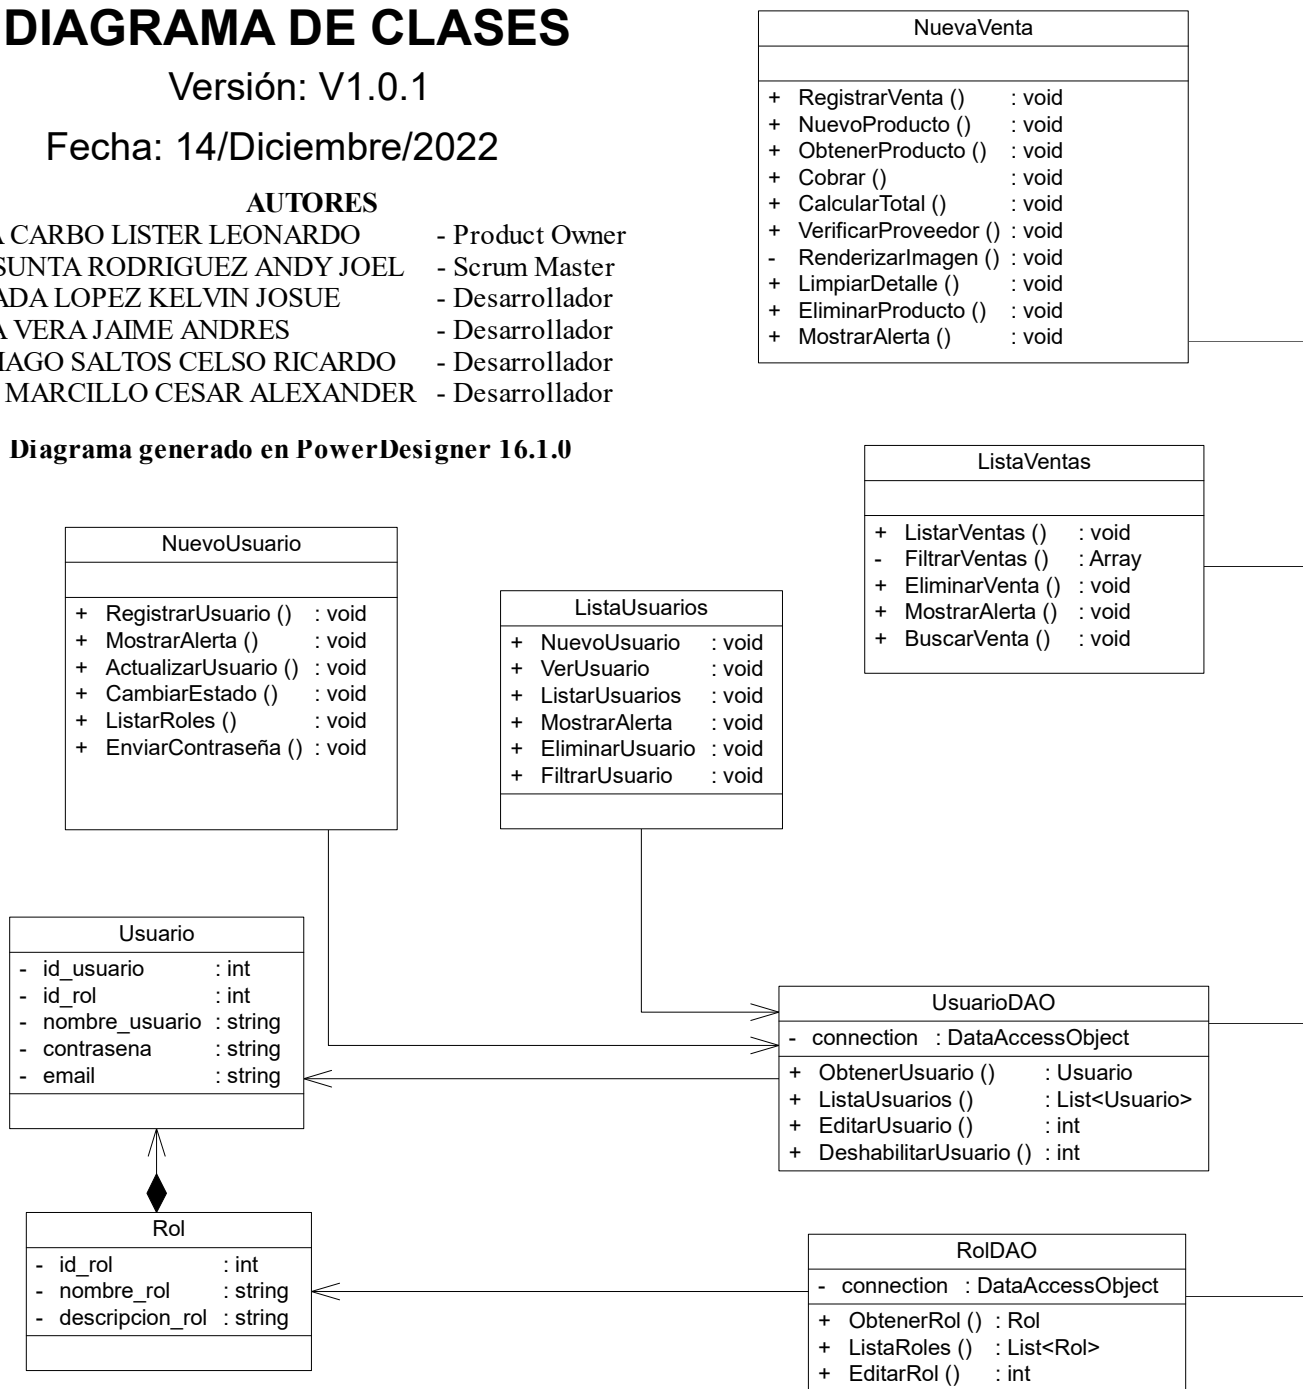 DIAGRAMA DE CLASES
Versión: V1.0.1
Fecha: 14/Diciembre/2022
AUTORES
CARBO LISTER LEONARDO - Product Owner
RODRIGUEZ ANDY JOEL - Scrum Master
LOPEZ KELVIN JOSUE - Desarrollador
VERA JAIME ANDRES - Desarrollador
SALTOS CELSO RICARDO - Desarrollador
MARCILLO CESAR ALEXANDER - Desarrollador
Diagrama generado en PowerDesigner 16.1.0
NuevaVenta
+ RegistrarVenta () : void
+ NuevoProducto () : void
+ ObtenerProducto () : void
+ Cobrar () : void
+ CalcularTotal () : void
+ VerificarProveedor () : void
- RenderizarImagen () : void
+ LimpiarDetalle () : void
+ EliminarProducto () : void
+ MostrarAlerta () : void
ListaVentas
+ ListarVentas () : void
- FiltrarVentas () : Array
+ EliminarVenta () : void
+ MostrarAlerta () : void
+ BuscarVenta () : void
NuevoUsuario
+ RegistrarUsuario () : void
+ MostrarAlerta () : void
+ ActualizarUsuario () : void
+ CambiarEstado () : void
+ ListarRoles () : void
+ EnviarContraseña () : void
ListaUsuarios
+ NuevoUsuario : void
+ VerUsuario : void
+ ListarUsuarios : void
+ MostrarAlerta : void
+ EliminarUsuario : void
+ FiltrarUsuario : void
Usuario
- id_usuario : int
- id_rol : int
- nombre_usuario : string
- contrasena : string
- email : string
UsuarioDAO
- connection : DataAccessObject
+ ObtenerUsuario () : Usuario
+ ListaUsuarios () : List<Usuario>
+ EditarUsuario () : int
+ DeshabilitarUsuario () : int
Rol
- id_rol : int
- nombre_rol : string
- descripcion_rol : string
RolDAO
- connection : DataAccessObject
+ ObtenerRol () : Rol
+ ListaRoles () : List<Rol>
+ EditarRol () : int